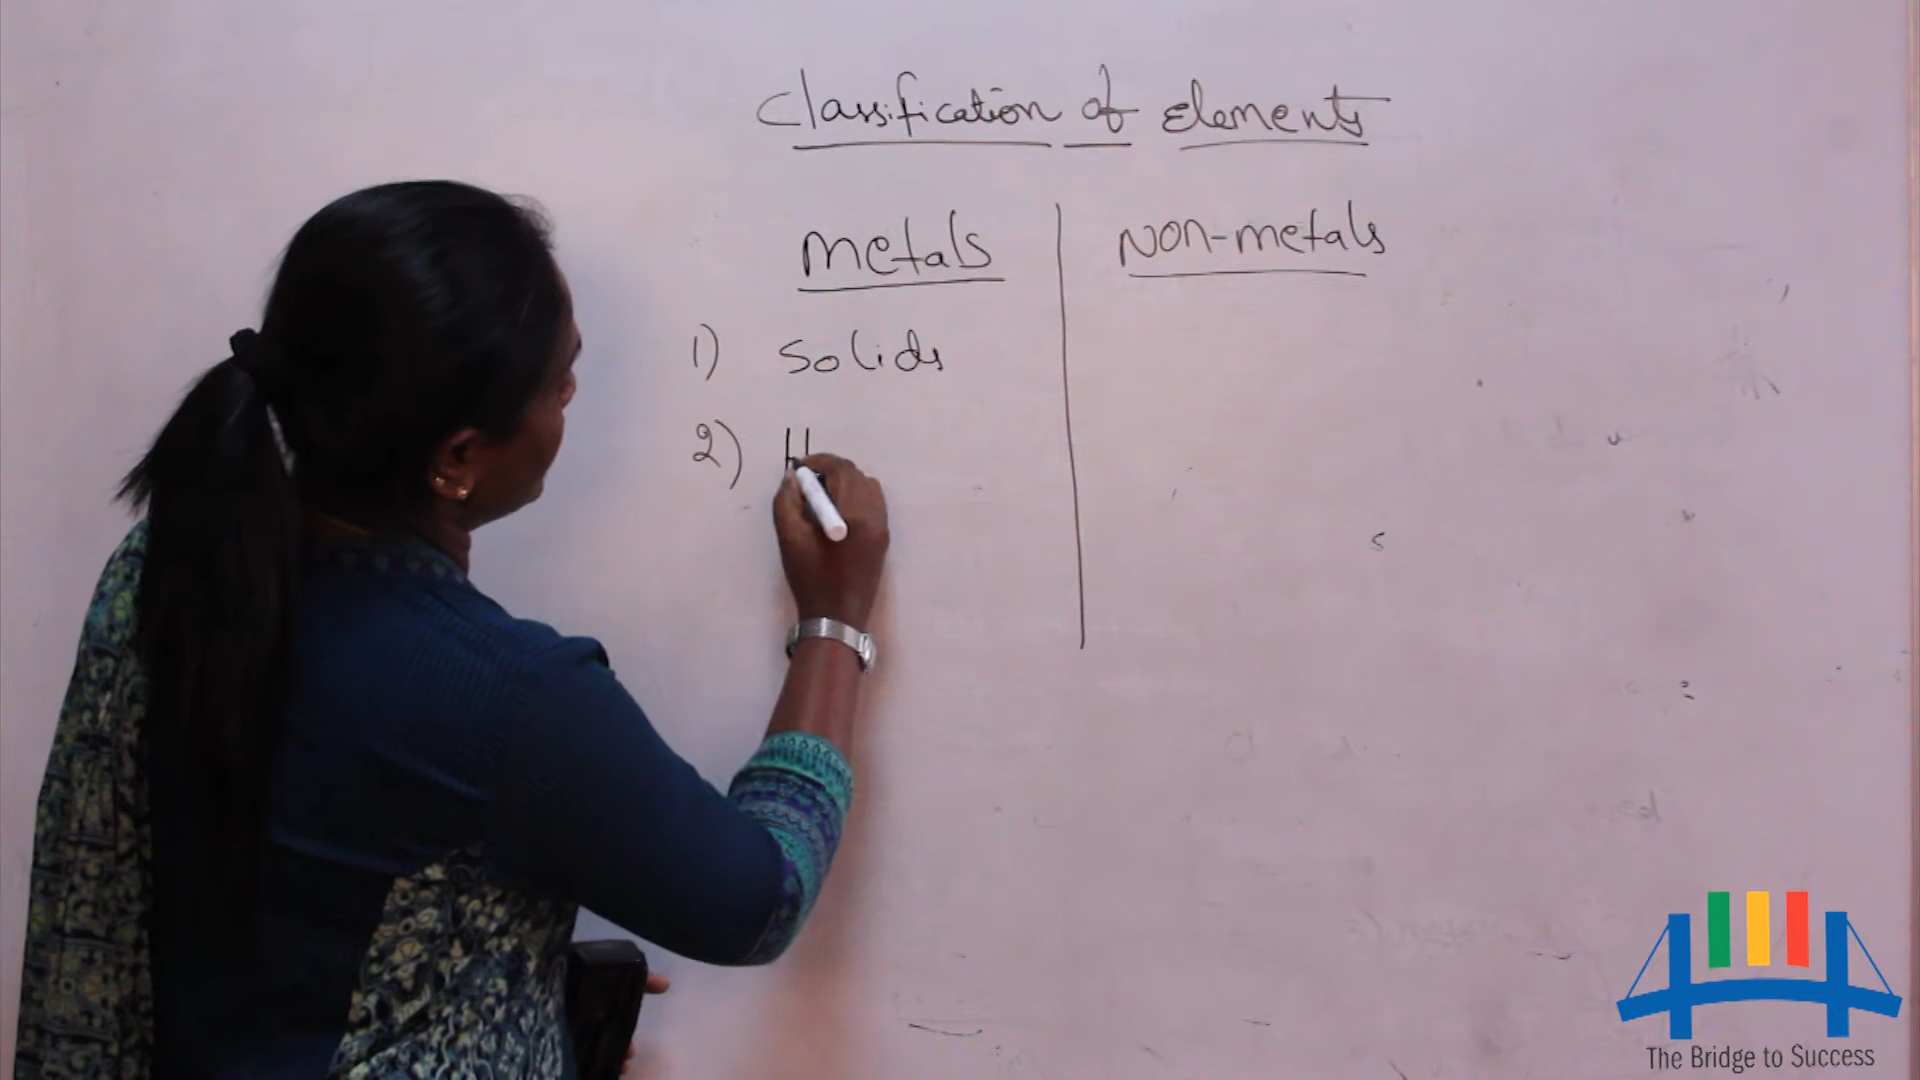 Classification of elements
Metals
Non-metals
1) Solids
2) H
The Bridge to Success